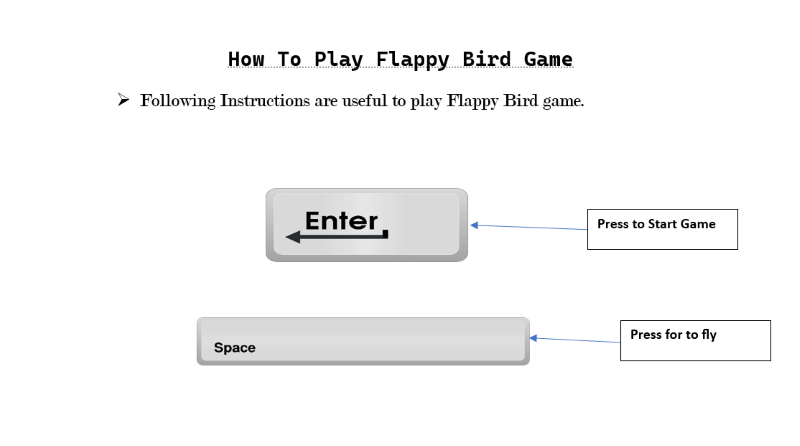 How To Play Flappy Bird Game
➢ Following Instructions are useful to play Flappy Bird game.
Enter
Press to Start Game
Space
Press for to fly